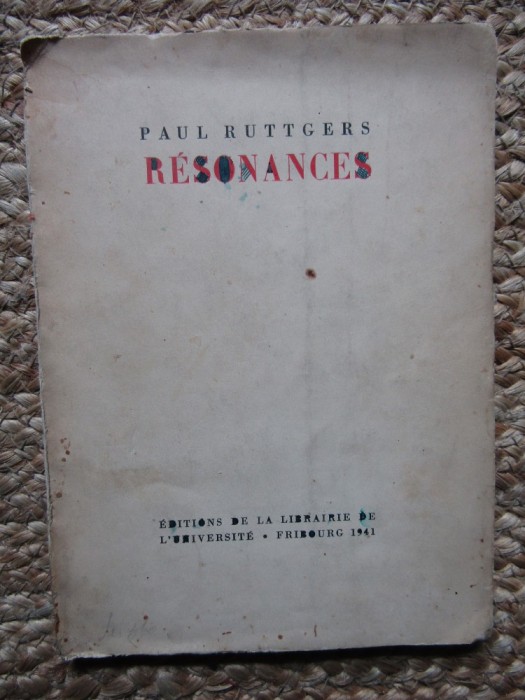 PAUL RUTTGERS
RÉSONANCES
ÉDITIONS DE LA LIBRAIRIE DE
L'UNIVERSITÉ • FRIBOURG 1941